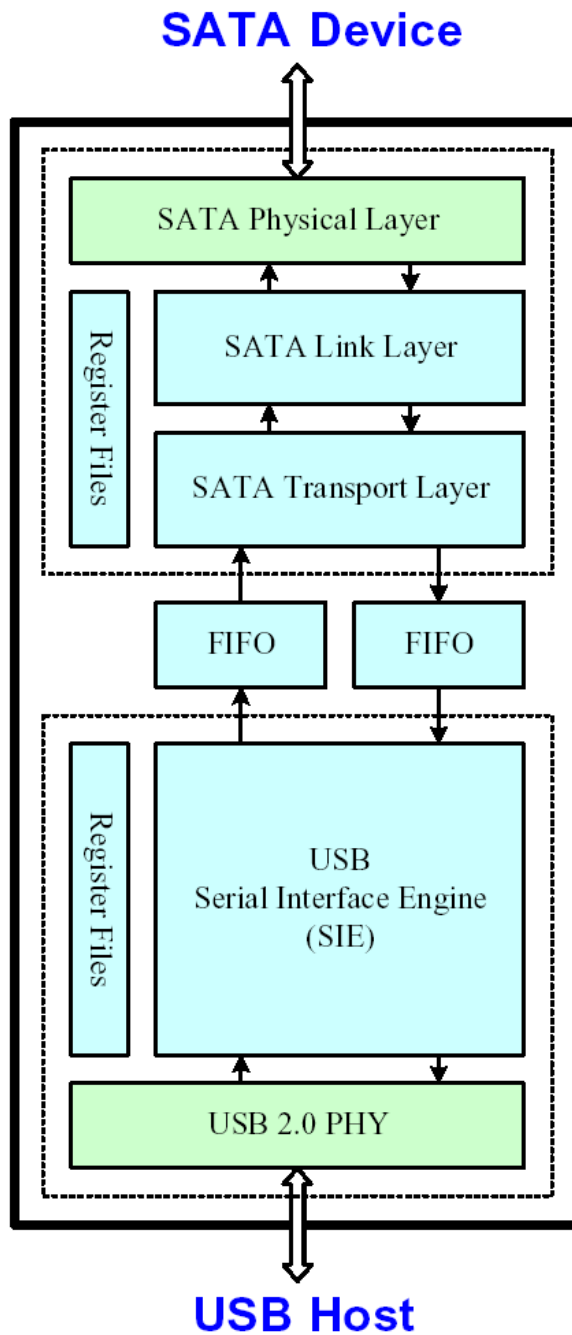 SATA Device
SATA Physical Layer
Register Files
SATA Link Layer
SATA Transport Layer
FIFO
FIFO
Register Files
USB
Serial Interface Engine
(SIE)
USB 2.0 PHY
USB Host